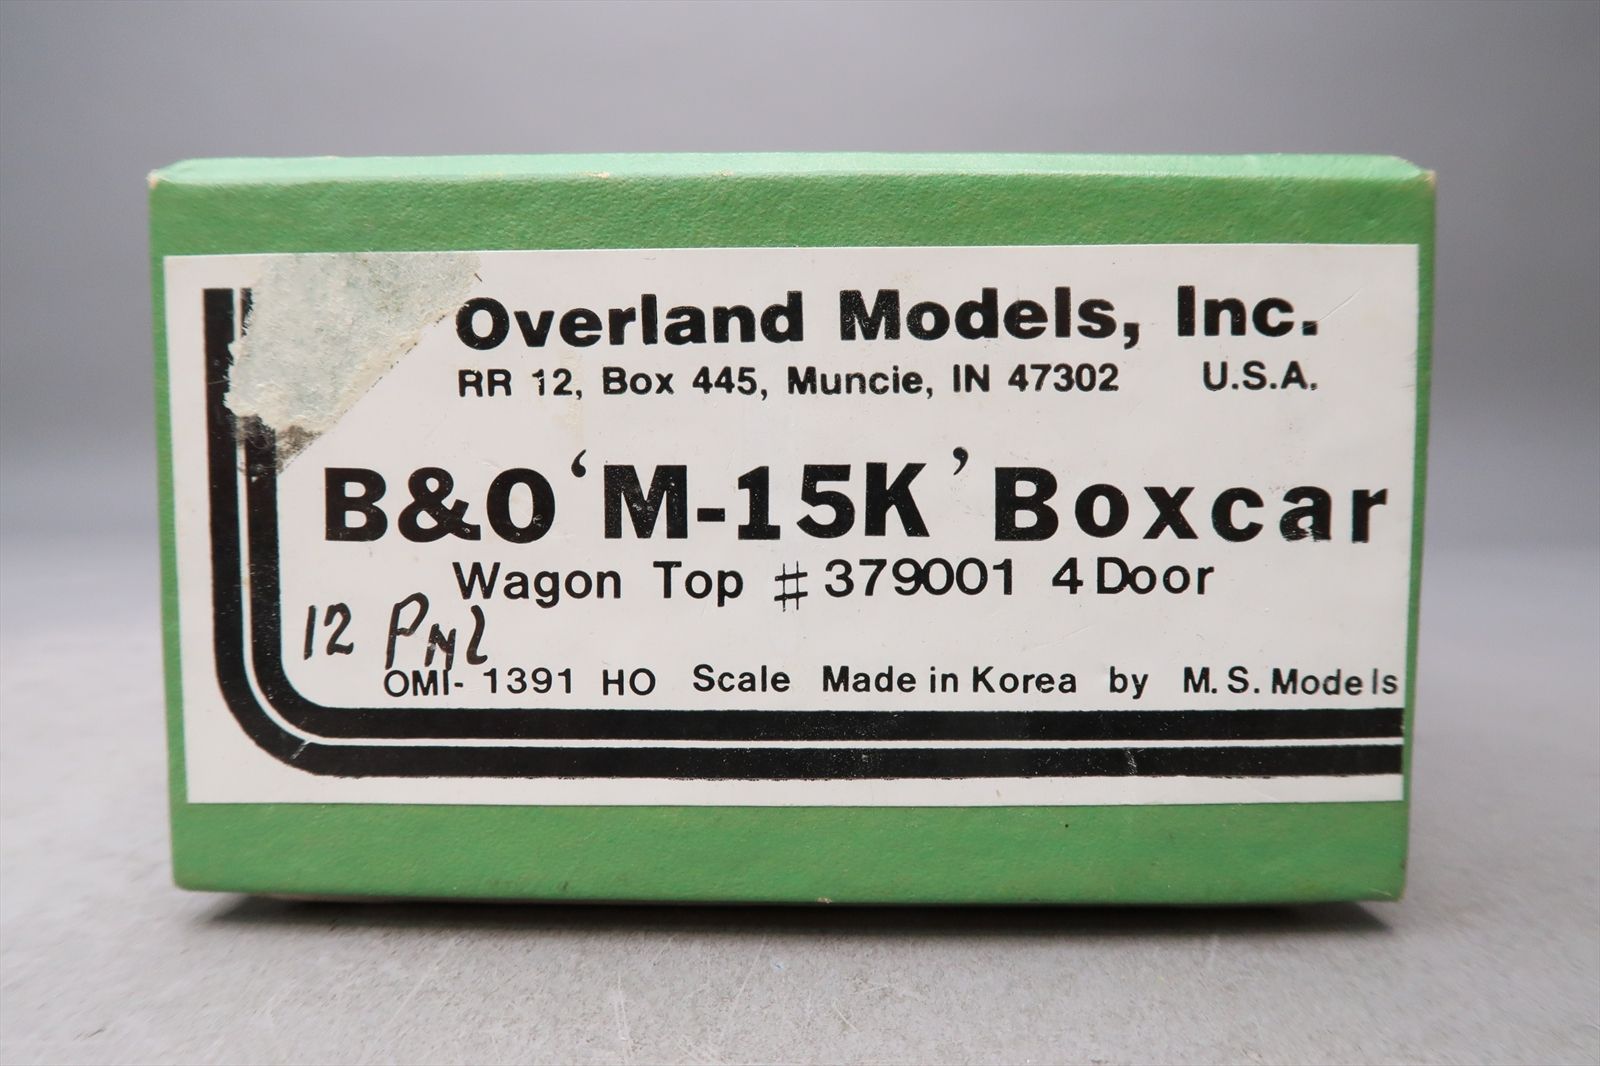 Overland Models, Inc.
RR 12, Box 445, Muncie, IN 47302 U.S.A.
B&O 'M-15K' Boxcar
Wagon Top #379001 4 Door
12 PNL
OMI-1391 HO Scale Made in Korea by M.S. Models